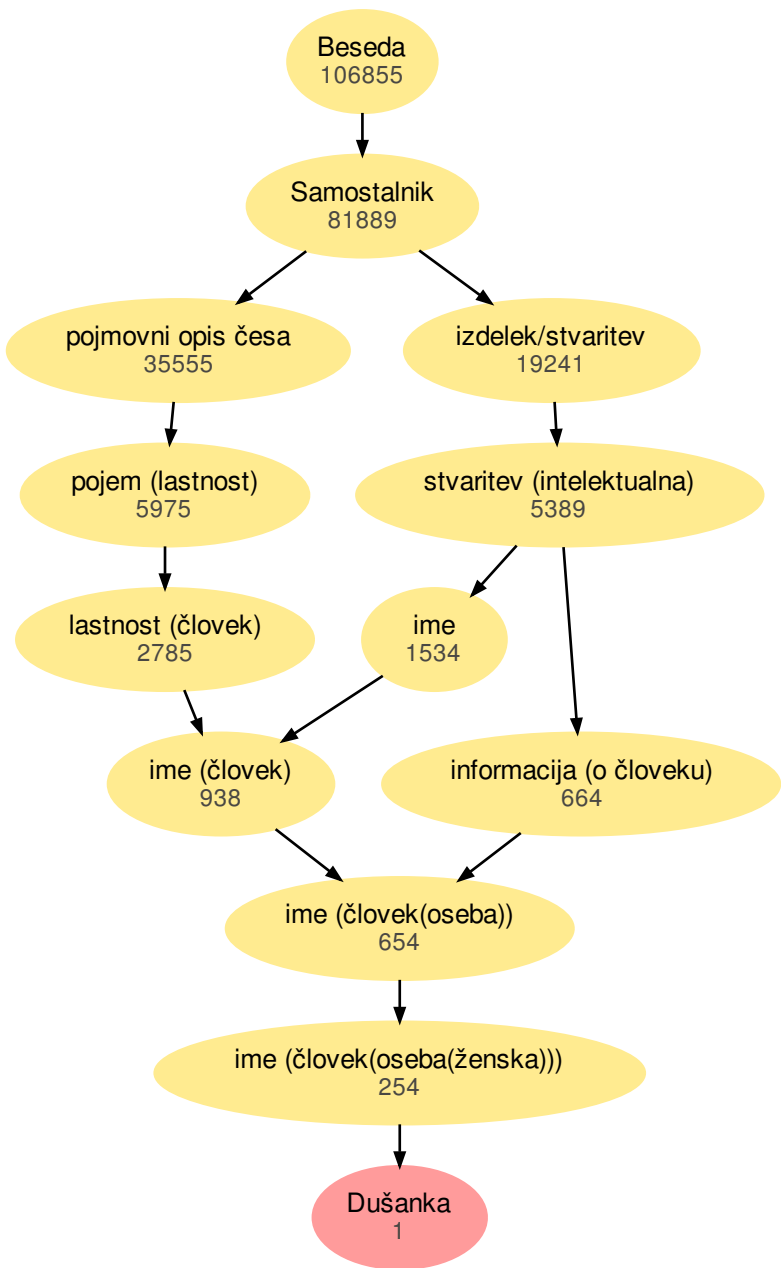 Beseda
106855
Samostalnik
81889
pojmovni opis česa
35555
izdelek/stvaritev
19241
pojem (lastnost)
5975
stvaritev (intelektualna)
5389
lastnost (človek)
2785
ime
1534
ime (človek)
938
informacija (o človeku)
664
ime (človek(oseba))
654
ime (človek(oseba(ženska)))
254
Dušanka
1